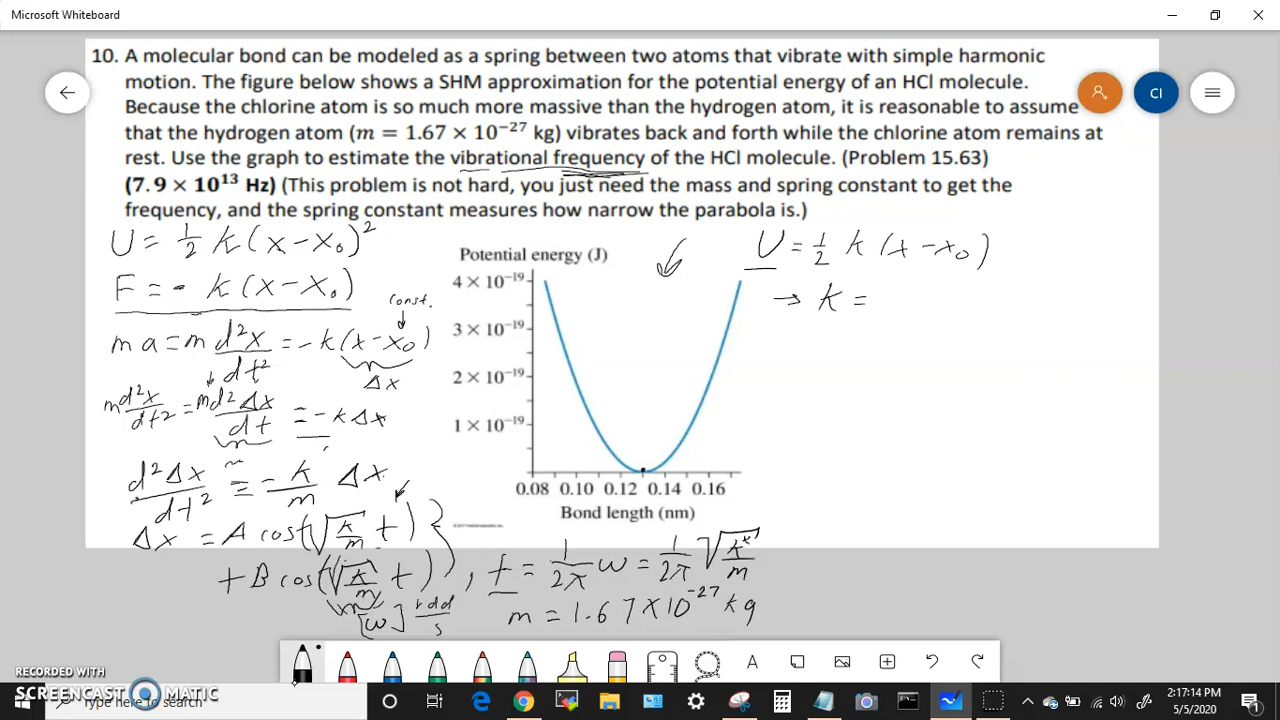 Microsoft Whiteboard
10. A molecular bond can be modeled as a spring between two atoms that vibrate with simple harmonic
motion. The figure below shows a SHM approximation for the potential energy of an HCl molecule.
Because the chlorine atom is so much more massive than the hydrogen atom, it is reasonable to assume
that the hydrogen atom (m = 1.67 × 10⁻²⁷ kg) vibrates back and forth while the chlorine atom remains at
rest. Use the graph to estimate the vibrational frequency of the HCl molecule. (Problem 15.63)
(7.9 × 10¹³ Hz) (This problem is not hard, you just need the mass and spring constant to get the
frequency, and the spring constant measures how narrow the parabola is.)
CI
U = 1/2 k(x-x₀)²
F = - k(x-x₀)
const.
ma = m d²x/dt² = -k(x-x₀)
Δx
m d²x/dt² = m d²Δx/dt = -kΔx
d²Δx/dt² = -k/m Δx
Δx = A cos(√k/m t)
+ B cos(√k/m t)
[ω] rad/s
Potential energy (J)
4 × 10⁻¹⁹
3 × 10⁻¹⁹
2 × 10⁻¹⁹
1 × 10⁻¹⁹
0.08 0.10 0.12 0.14 0.16
Bond length (nm)
U = 1/2 k (x-x₀)
→ k =
, f = 1/2π ω = 1/2π √k/m
m = 1.67×10⁻²⁷ kg
A
RECORDED WITH
SCREENCAST MATIC
Type here to search
2:17:14 PM
5/5/2020